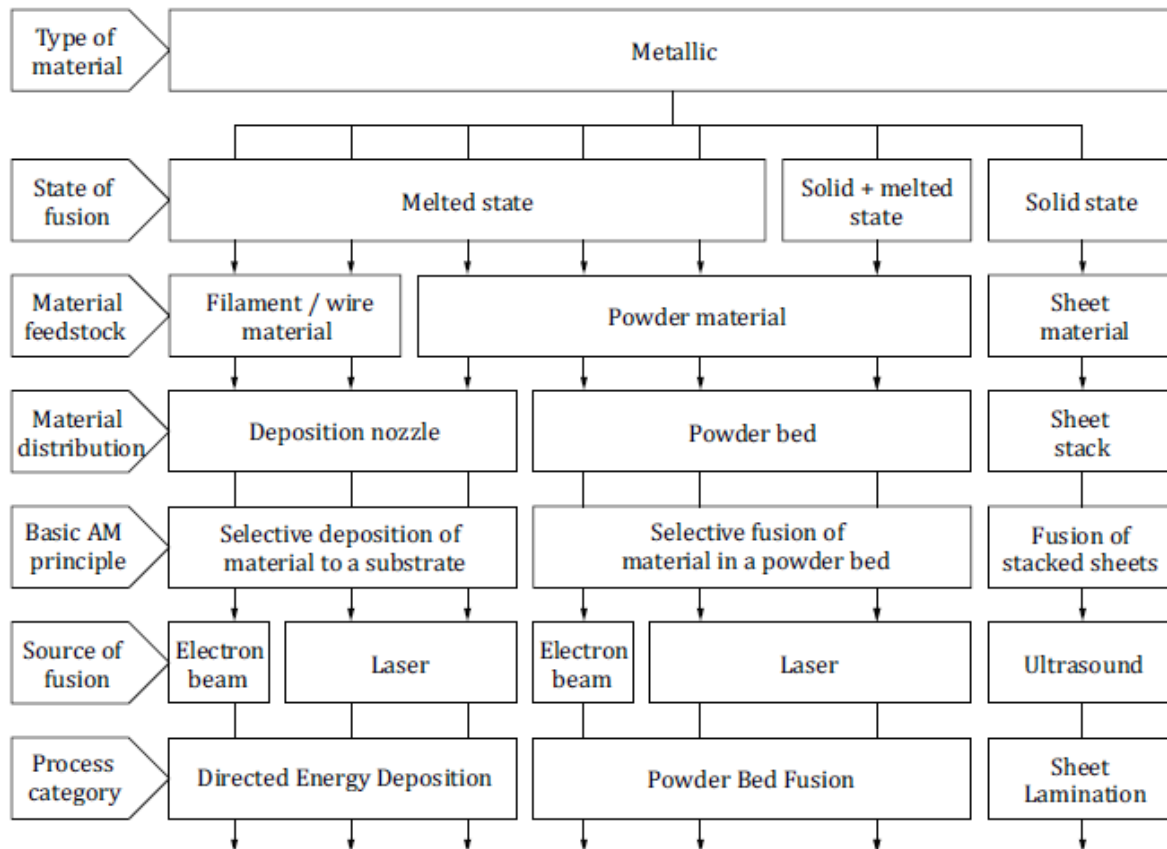 Type of
material
Metallic
State of
fusion
Melted state
Solid + melted
state
Solid state
Material
feedstock
Filament / wire
material
Powder material
Sheet
material
Material
distribution
Deposition nozzle
Powder bed
Sheet
stack
Basic AM
principle
Selective deposition of
material to a substrate
Selective fusion of
material in a powder bed
Fusion of
stacked sheets
Source of
fusion
Electron
beam
Laser
Electron
beam
Laser
Ultrasound
Process
category
Directed Energy Deposition
Powder Bed Fusion
Sheet
Lamination